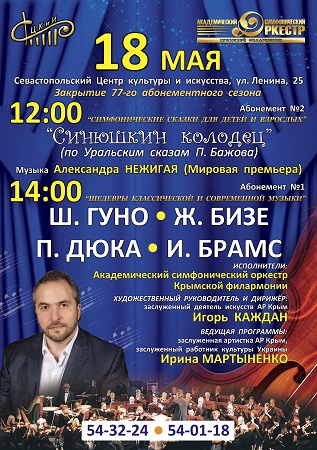 АКАДЕМИЧЕСКИЙ СИМФОНИЧЕСКИЙ
ОРКЕСТР
18 МАЯ
Севастопольский Центр культуры и искусства, ул. Ленина, 25
Закрытие 77-го абонементного сезона
Абонемент №2
12:00 "СИМФОНИЧЕСКИЕ СКАЗКИ ДЛЯ ДЕТЕЙ И ВЗРОСЛЫХ"
"Синюшкин колодец"
(по Уральским сказам П. Бажова)
Музыка Александра НЕЖИГАЯ (Мировая премьера)
Абонемент №1
14:00 "ШЕДЕВРЫ КЛАССИЧЕСКОЙ И СОВРЕМЕННОЙ МУЗЫКИ"
Ш. ГУНО • Ж. БИЗЕ
П. ДЮКА • И. БРАМС
ИСПОЛНИТЕЛИ:
Академический симфонический оркестр
Крымской филармонии
ХУДОЖЕСТВЕННЫЙ РУКОВОДИТЕЛЬ И ДИРИЖЁР:
заслуженный деятель искусств АР Крым
Игорь КАЖДАН
ВЕДУЩАЯ ПРОГРАММЫ:
заслуженная артистка АР Крым,
заслуженный работник культуры Украины
Ирина МАРТЫНЕНКО
54-32-24 • 54-01-18